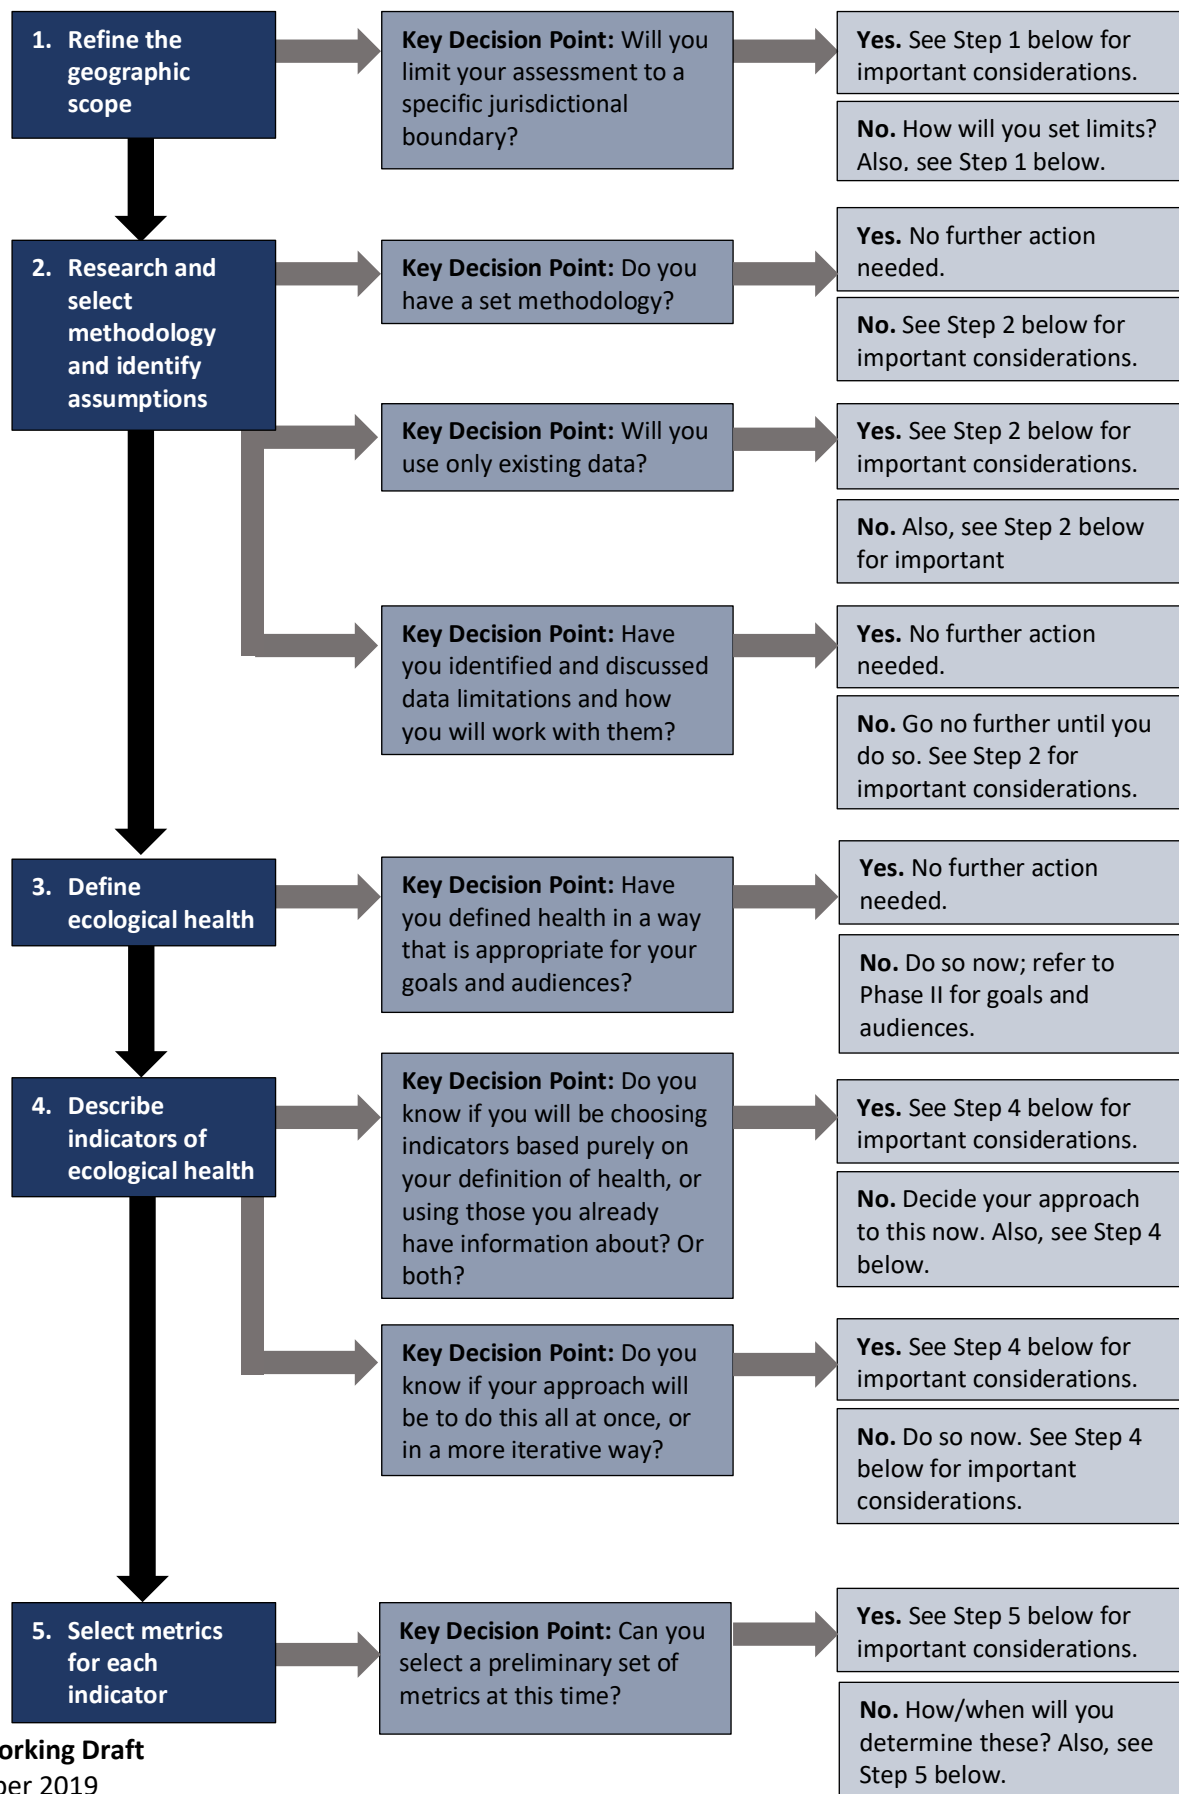 1. Refine the
geographic
scope
Key Decision Point: Will you
limit your assessment to a
specific jurisdictional
boundary?
Yes. See Step 1 below for
important considerations.
No. How will you set limits?
Also, see Step 1 below.
2. Research and
select
methodology
and identify
assumptions
Key Decision Point: Do you
have a set methodology?
Yes. No further action
needed.
No. See Step 2 below for
important considerations.
Key Decision Point: Will you
use only existing data?
Yes. See Step 2 below for
important considerations.
No. Also, see Step 2 below
for important
Key Decision Point: Have
you identified and discussed
data limitations and how
you will work with them?
Yes. No further action
needed.
No. Go no further until you
do so. See Step 2 for
important considerations.
3. Define
ecological health
Key Decision Point: Have
you defined health in a way
that is appropriate for your
goals and audiences?
Yes. No further action
needed.
No. Do so now; refer to
Phase II for goals and
audiences.
4. Describe
indicators of
ecological health
Key Decision Point: Do you
know if you will be choosing
indicators based purely on
your definition of health, or
using those you already
have information about? Or
both?
Yes. See Step 4 below for
important considerations.
No. Decide your approach
to this now. Also, see Step 4
below.
Key Decision Point: Do you
know if your approach will
be to do this all at once, or
in a more iterative way?
Yes. See Step 4 below for
important considerations.
No. Do so now. See Step 4
below for important
considerations.
5. Select metrics
for each
indicator
Key Decision Point: Can you
select a preliminary set of
metrics at this time?
Yes. See Step 5 below for
important considerations.
No. How/when will you
determine these? Also, see
Step 5 below.
orking Draft
ber 2019